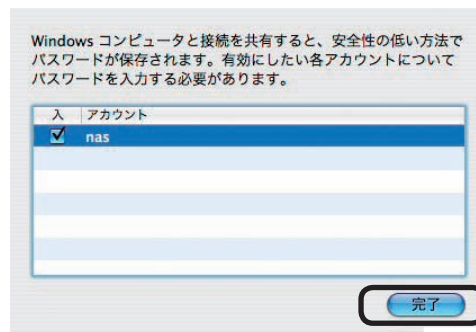 Windows コンピュータと接続を共有すると、安全性の低い方法で
パスワードが保存されます。有効にしたい各アカウントについて
パスワードを入力する必要があります。
入 アカウント
nas
完了